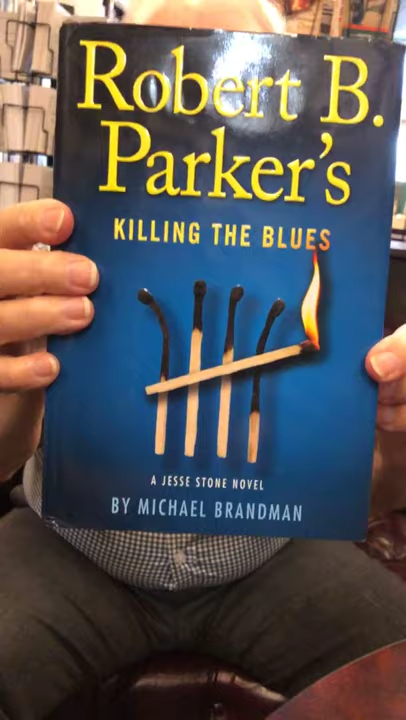 Robert B.
Parker's
KILLING THE BLUES
A JESSE STONE NOVEL
BY MICHAEL BRANDMAN